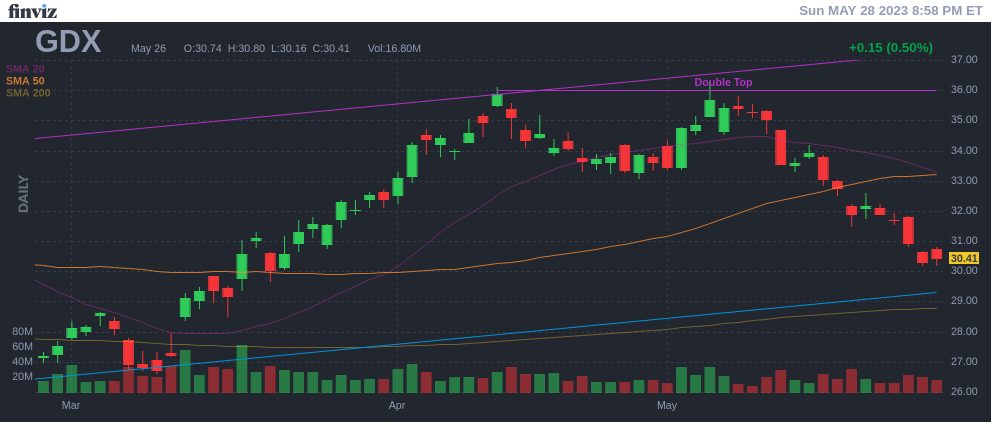 finviz
Sun MAY 28 2023 8:58 PM ET
GDX
May 26 O:30.74 H:30.80 L:30.16 C:30.41 Vol:16.80M
+0.15 (0.50%)
SMA 20
SMA 50
SMA 200
DAILY
Double Top
37.00
36.00
35.00
34.00
33.00
32.00
31.00
30.41
30.00
29.00
28.00
27.00
26.00
80M
60M
40M
20M
Mar Apr May